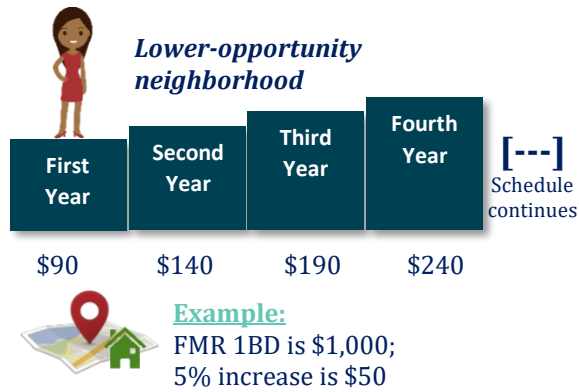 Lower-opportunity
neighborhood
First
Year
Second
Year
Third
Year
Fourth
Year
[---]
Schedule
continues
$90
$140
$190
$240
Example:
FMR 1BD is $1,000;
5% increase is $50